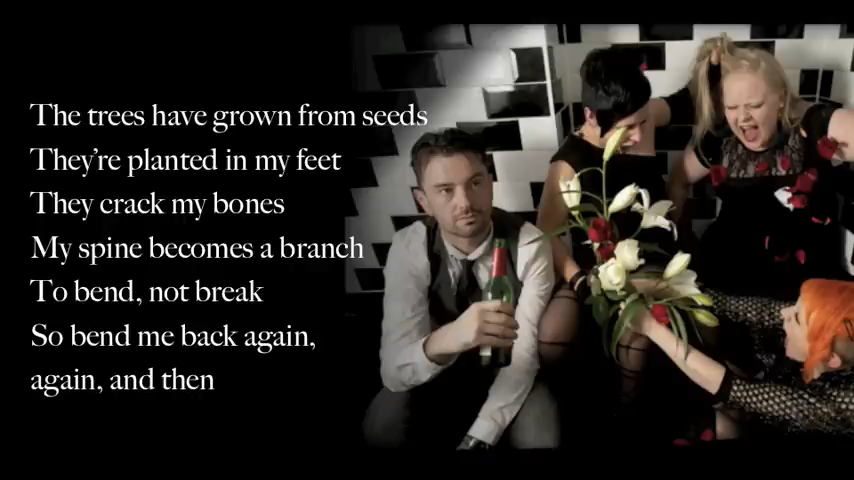 The trees have grown from seeds
They're planted in my feet
They crack my bones
My spine becomes a branch
To bend, not break
So bend me back again,
again, and then